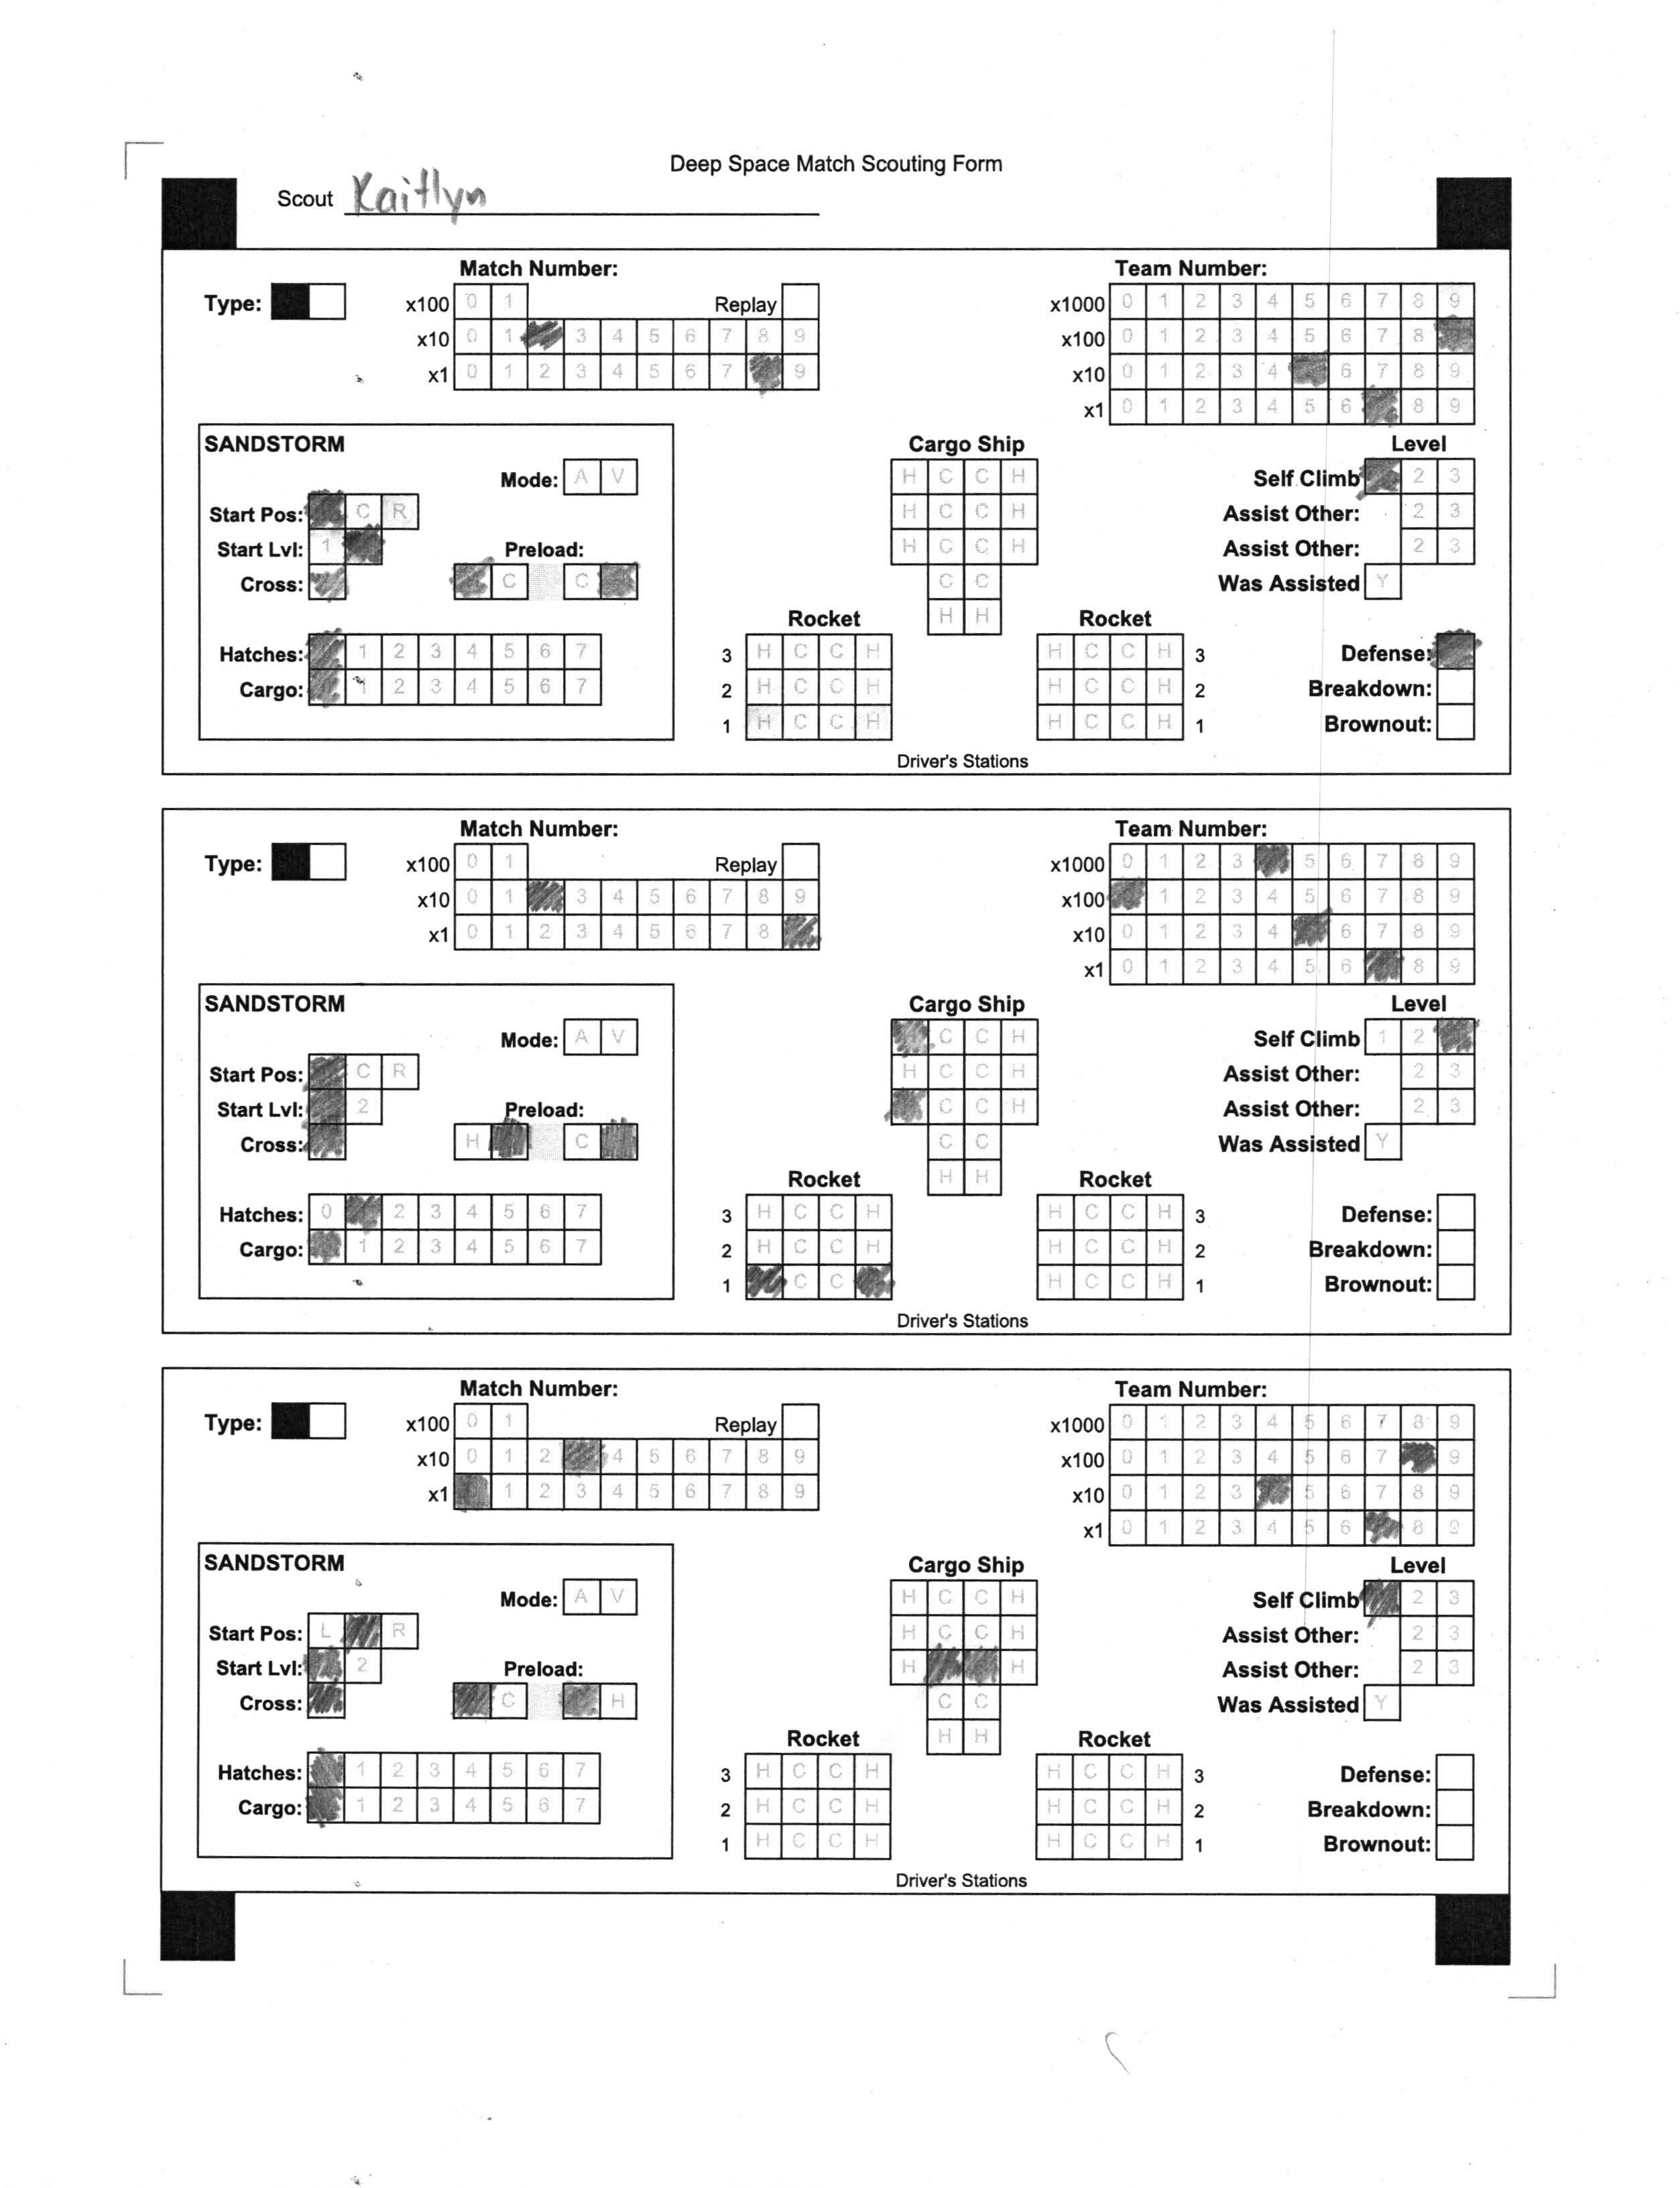 Deep Space Match Scouting Form
Scout Kaitlyn
Match Number: Team Number:
Type: x100 0 1 Replay x1000 0 1 2 3 4 5 6 7 8 9
x10 0 1 3 4 5 6 7 8 9 x100 0 1 2 3 4 5 6 7 8
x1 0 1 2 3 4 5 6 7 9 x10 0 1 2 3 4 6 7 8 9
x1 0 1 2 3 4 5 6 8 9
SANDSTORM Cargo Ship Level
Mode: A V H C C H Self Climb 2 3
Start Pos: C R H C C H Assist Other: 2 3
Start Lvl: 1 Preload: H C C H Assist Other: 2 3
Cross: C C C C Was Assisted Y
Rocket H H Rocket
Hatches: 1 2 3 4 5 6 7 3 H C C H H C C H 3 Defense:
Cargo: 1 2 3 4 5 6 7 2 H C C H H C C H 2 Breakdown:
1 H C C H H C C H 1 Brownout:
Driver's Stations
Match Number: Team Number:
Type: x100 0 1 Replay x1000 0 1 2 3 5 6 7 8 9
x10 0 1 3 4 5 6 7 8 9 x100 1 2 3 4 5 6 7 8 9
x1 0 1 2 3 4 5 6 7 8 x10 0 1 2 3 4 6 7 8 9
x1 0 1 2 3 4 5 6 8 9
SANDSTORM Cargo Ship Level
Mode: A V C C H Self Climb 1 2
Start Pos: C R H C C H Assist Other: 2 3
Start Lvl: 2 Preload: C C H Assist Other: 2 3
Cross: H C C C Was Assisted Y
Rocket H H Rocket
Hatches: 0 2 3 4 5 6 7 3 H C C H H C C H 3 Defense:
Cargo: 1 2 3 4 5 6 7 2 H C C H H C C H 2 Breakdown:
1 C C H C C H 1 Brownout:
Driver's Stations
Match Number: Team Number:
Type: x100 0 1 Replay x1000 0 1 2 3 4 5 6 7 8 9
x10 0 1 2 4 5 6 7 8 9 x100 0 1 2 3 4 5 6 7 9
x1 1 2 3 4 5 6 7 8 9 x10 0 1 2 3 5 6 7 8 9
x1 0 1 2 3 4 5 6 8 9
SANDSTORM Cargo Ship Level
Mode: A V H C C H Self Climb 2 3
Start Pos: L R H C C H Assist Other: 2 3
Start Lvl: 2 Preload: H H Assist Other: 2 3
Cross: C H C C Was Assisted Y
Rocket H H Rocket
Hatches: 1 2 3 4 5 6 7 3 H C C H H C C H 3 Defense:
Cargo: 1 2 3 4 5 6 7 2 H C C H H C C H 2 Breakdown:
1 H C C H H C C H 1 Brownout:
Driver's Stations